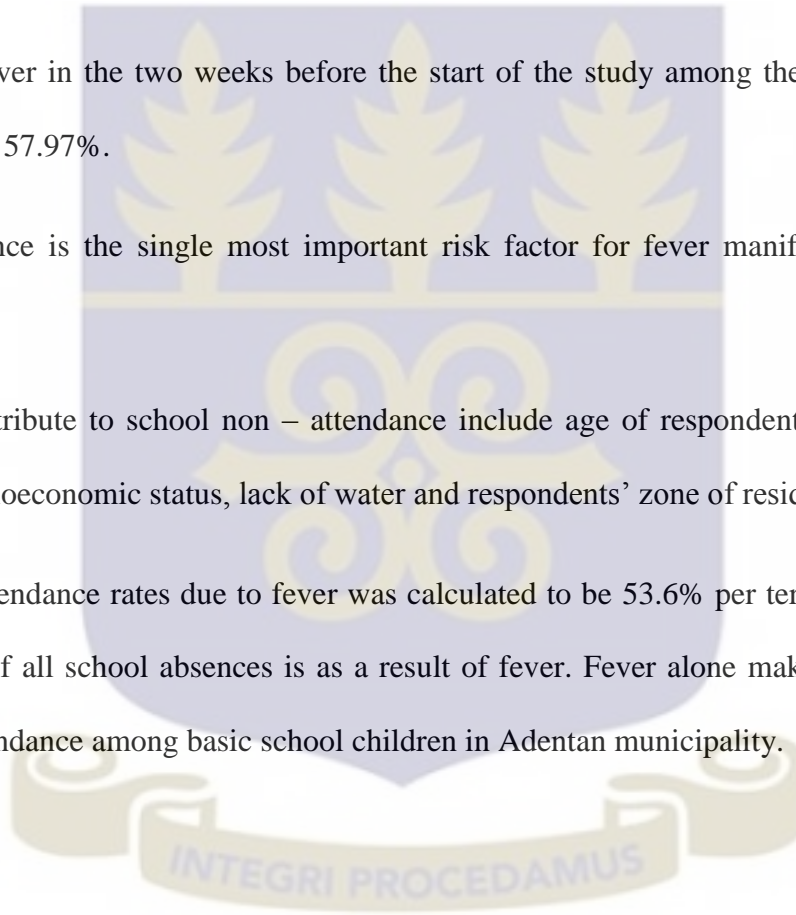 ver in the two weeks before the start of the study among the
57.97%.
nce is the single most important risk factor for fever manif
tribute to school non – attendance include age of respondent
ioeconomic status, lack of water and respondents’ zone of resid
endance rates due to fever was calculated to be 53.6% per ter
f all school absences is as a result of fever. Fever alone mak
ndance among basic school children in Adentan municipality.
INTEGRI PROCEDAMUS